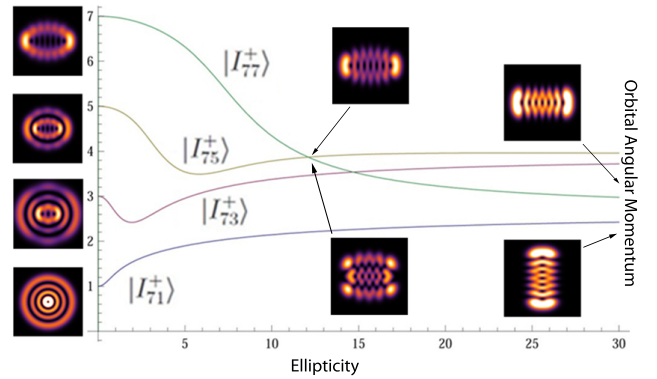 7
6
5
4
3
2
1
|I⁺₇₇⟩
|I⁺₇₅⟩
|I⁺₇₃⟩
|I⁺₇₁⟩
5 10 15 20 25 30
Ellipticity
Orbital Angular Momentum